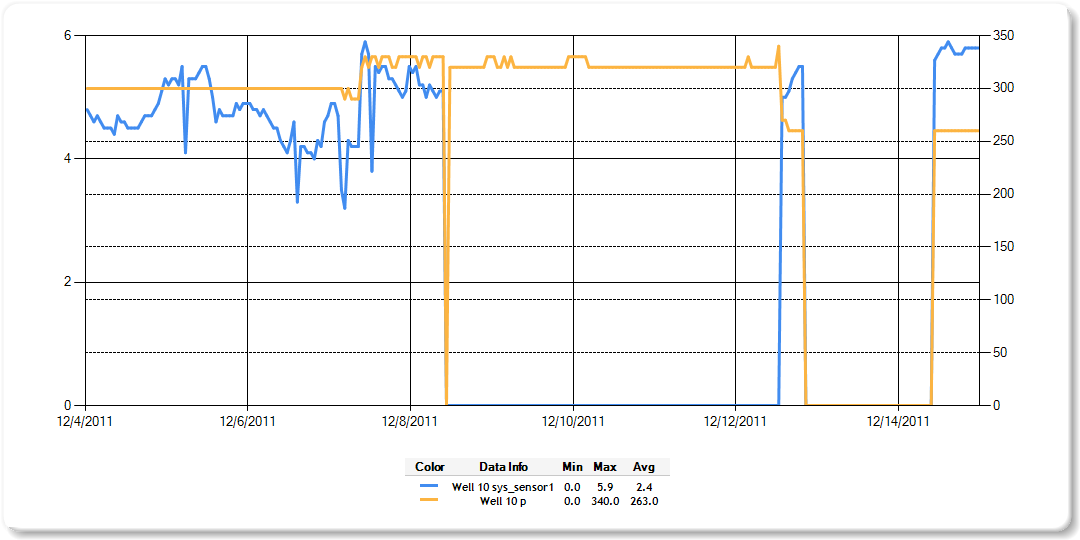 6 350
300
5
250
4
200
150
2
100
50
0 0
12/4/2011 12/6/2011 12/8/2011 12/10/2011 12/12/2011 12/14/2011
Color Data Info Min Max Avg
Well 10 sys_sensor1 0.0 5.9 2.4
Well 10 p 0.0 340.0 263.0